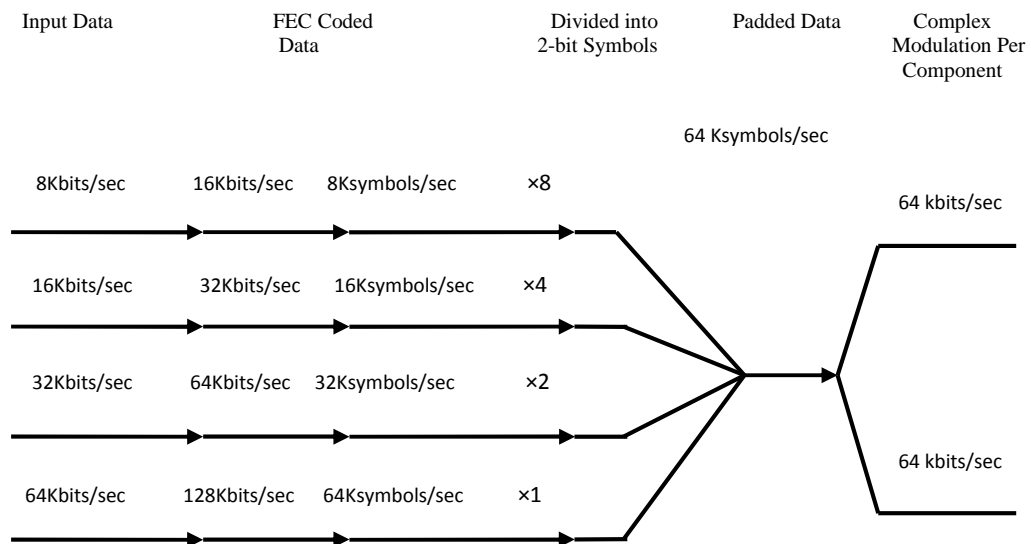 Input Data
FEC Coded
Data
Divided into
2-bit Symbols
Padded Data
Complex
Modulation Per
Component
64 Ksymbols/sec
8Kbits/sec 16Kbits/sec 8Ksymbols/sec ×8
64 kbits/sec
16Kbits/sec 32Kbits/sec 16Ksymbols/sec ×4
32Kbits/sec 64Kbits/sec 32Ksymbols/sec ×2
64 kbits/sec
64Kbits/sec 128Kbits/sec 64Ksymbols/sec ×1